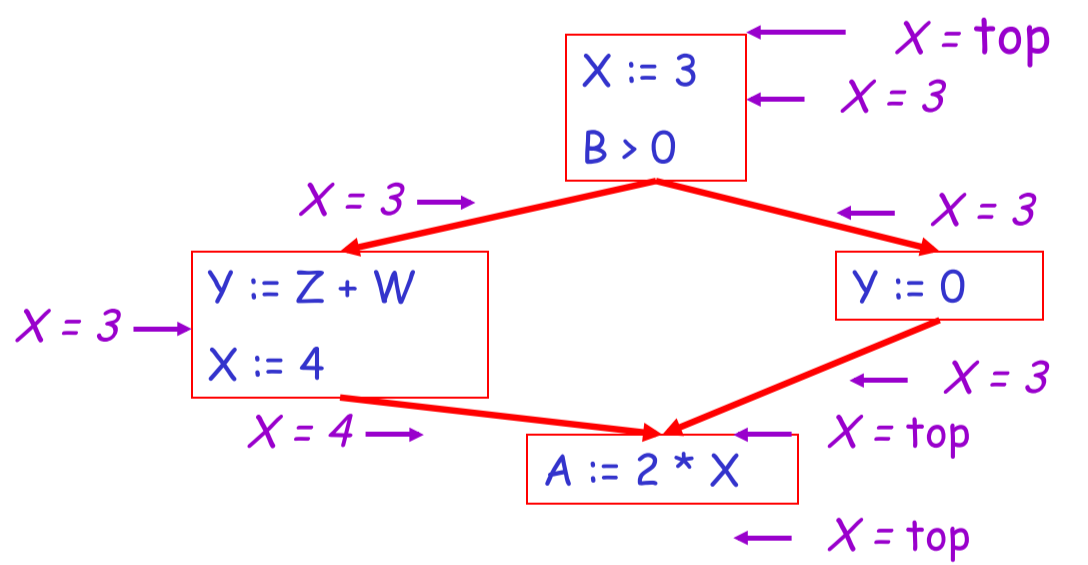 X = top
X := 3
X = 3
B > 0
X = 3
X = 3
Y := Z + W
Y := 0
X = 3
X := 4
X = 3
X = 4
X = top
A := 2 * X
X = top